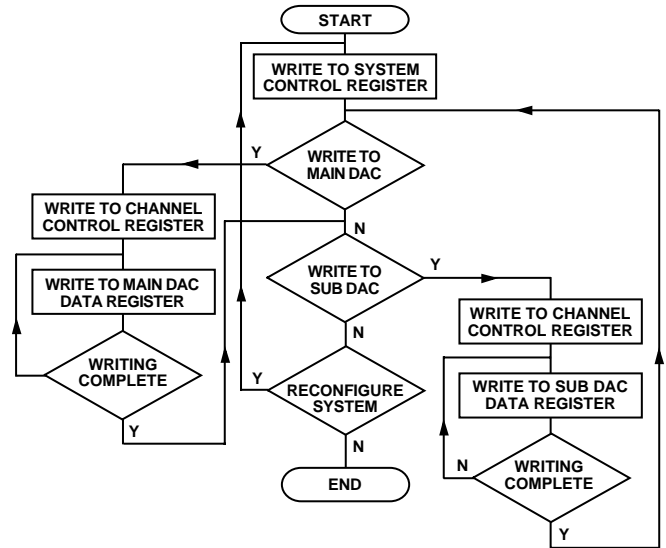 START
WRITE TO SYSTEM
CONTROL REGISTER
Y
WRITE TO
MAIN DAC
N
WRITE TO CHANNEL
CONTROL REGISTER
WRITE TO MAIN DAC
DATA REGISTER
WRITING
COMPLETE
Y
WRITE TO
SUB DAC
Y
N
WRITE TO CHANNEL
CONTROL REGISTER
WRITE TO SUB DAC
DATA REGISTER
N
WRITING
COMPLETE
Y
Y
RECONFIGURE
SYSTEM
N
END